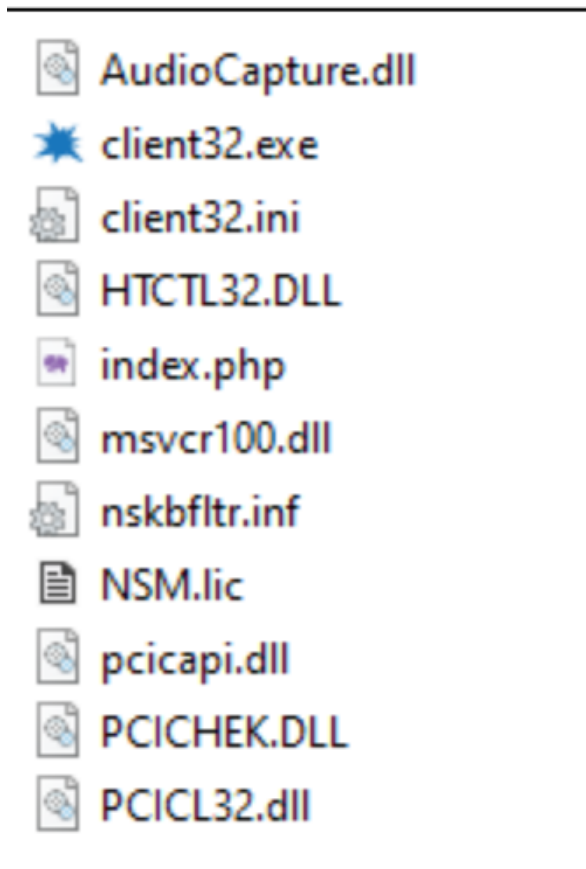 AudioCapture.dll
client32.exe
client32.ini
HTCTL32.DLL
index.php
msvcr100.dll
nskbfltr.inf
NSM.lic
pcicapi.dll
PCICHEK.DLL
PCICL32.dll